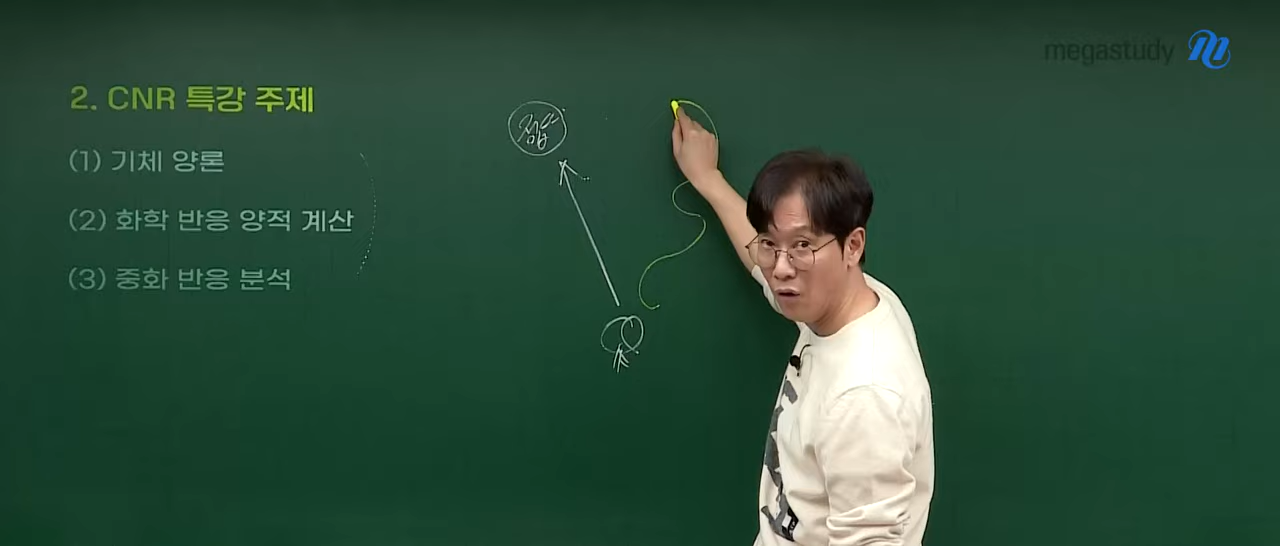 megastudy
2. CNR 특강 주제
(1) 기체 양론
(2) 화학 반응 양적 계산
(3) 중화 반응 분석